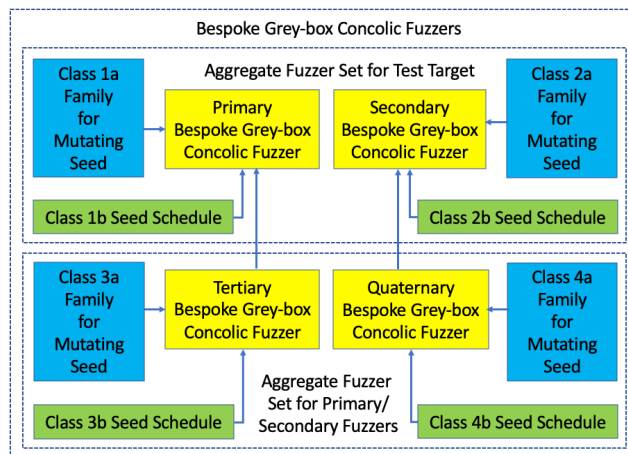 Bespoke Grey-box Concolic Fuzzers
Class 1a
Family
for
Mutating
Seed
Aggregate Fuzzer Set for Test Target
Primary
Bespoke Grey-box
Concolic Fuzzer
Secondary
Bespoke Grey-box
Concolic Fuzzer
Class 2a
Family
for
Mutating
Seed
Class 1b Seed Schedule
Class 2b Seed Schedule
Class 3a
Family
for
Mutating
Seed
Tertiary
Bespoke Grey-box
Concolic Fuzzer
Quaternary
Bespoke Grey-box
Concolic Fuzzer
Class 4a
Family
for
Mutating
Seed
Aggregate Fuzzer
Set for Primary/
Secondary Fuzzers
Class 3b Seed Schedule
Class 4b Seed Schedule